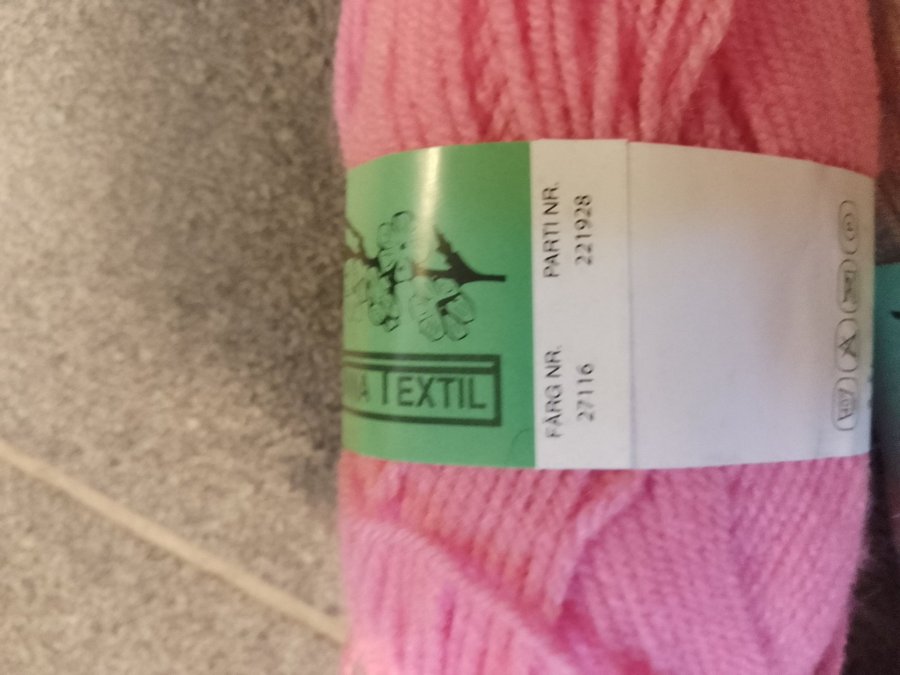 TEXTIL
FÄRG NR. PARTI NR.
27116 221928